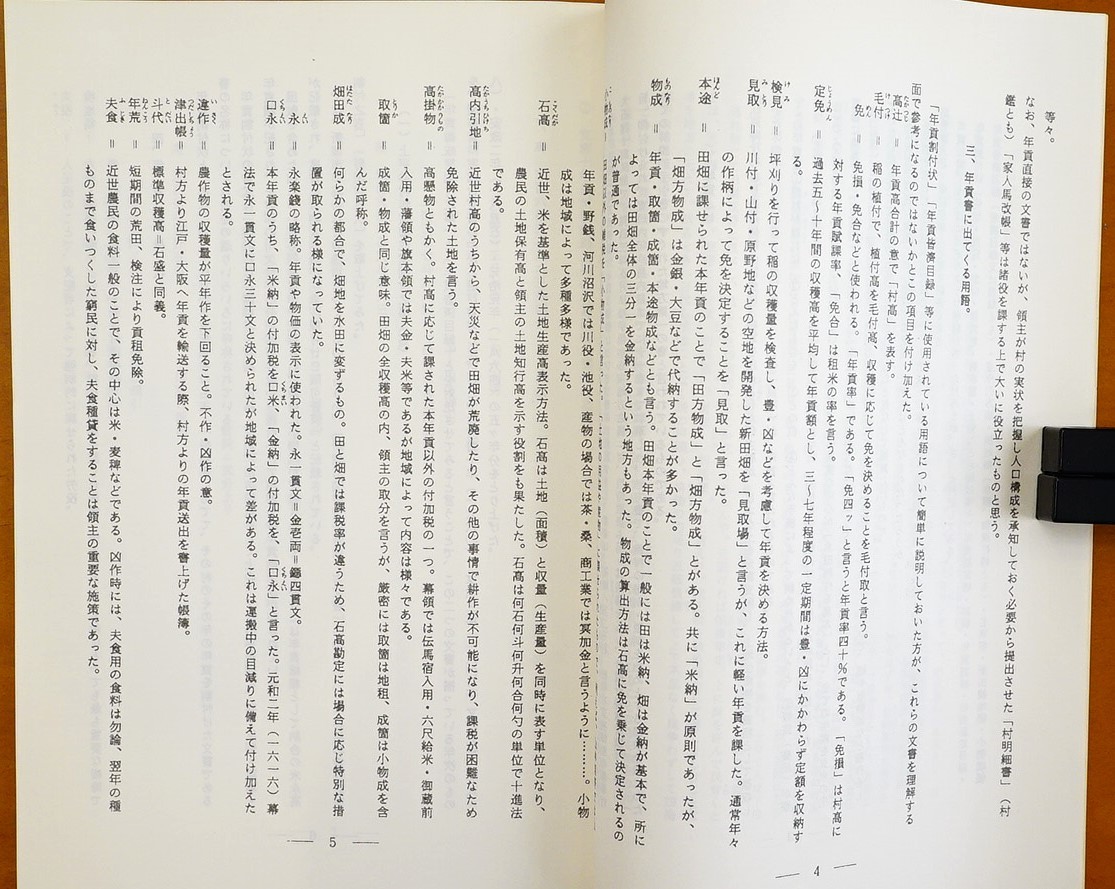 等々。
なお、年貢直接の文書ではないが、領主が村の実状を把握し人口構成を承知しておく必要から提出させた「村明細書」（村
鑑とも）「家人馬改帳」等は諸役を課する上で大いに役立ったものと思う。
三、年貢書に出てくる用語。
「年貢割付状」「年貢皆済目録」等に使用されている用語について簡単に説明しておいた方が、これらの文書を理解する
面で参考になるのではないかとこの項目を付け加えた。
高辻 ＝ 年貢高合計の意で「村高」を表す。
毛付 ＝ 稲の植付で、植付高を毛付高、収穫に応じて免を決めることを毛付取と言う。
免 ＝ 免損・免合などと使われる。「年貢率」である。「免四ッ」と言うと年貢率四十％である。「免損」は村高に
対する年貢賦課率、「免合」は租米の率を言う。
定免 ＝ 過去五～十年間の収穫高を平均して年貢額とし、三～七年程度の一定期間は豊・凶にかかわらず定額を収納す
る。
検見 ＝ 坪刈りを行って稲の収穫量を検査し、豊・凶などを考慮して年貢を決める方法。
見取 ＝ 川付・山付・原野地などの空地を開発した新田畑を「見取場」と言うが、これに軽い年貢を課した。通常年々
の作柄によって免を決定することを「見取」と言った。
本途 ＝ 田畑に課せられた本年貢のことで「田方物成」と「畑方物成」とがある。共に「米納」が原則であったが、
「畑方物成」は金銀・大豆などで代納することが多かった。
物成 ＝ 年貢・取箇・成箇・本途物成などとも言う。田畑本年貢のことで一般には田は米納、畑は金納が基本で、所に
よっては田畑全体の三分一を金納するという地方もあった。物成の算出方法は石高に免を乗じて決定されるの
が普通であった。
4
年貢・野銭、河川沼沢では川役・池役、産物の場合では茶・桑、商工業では冥加金と言うように………。小物
成は地域によって多種多様であった。
石高 ＝ 近世、米を基準とした土地生産高表示方法。石高は土地（面積）と収量（生産量）を同時に表す単位となり、
農民の土地保有高と領主の土地知行高を示す役割をも果たした。石高は何石何斗何升何合何勺の単位で十進法
である。
高内引地＝ 近世村高のうちから、天災などで田畑が荒廃したり、その他の事情で耕作が不可能になり、課税が困難なため
免除された土地を言う。
高掛物 ＝ 高懸物ともかく。村高に応じて課された本年貢以外の付加税の一つ。幕領では伝馬宿入用・六尺給米・御蔵前
入用・藩領や旗本領では夫金・夫米等であるが地域によって内容は様々である。
取箇 ＝ 成箇・物成と同じ意味。田畑の全収穫高の内、領主の取分を言うが、厳密には取箇は地租、成箇は小物成を含
んだ呼称。
畑田成 ＝ 何らかの都合で、畑地を水田に変ずるもの。田と畑では課税率が違うため、石高勘定には場合に応じ特別な措
置が取られる様になっていた。
永 ＝ 永楽銭の略称。年貢や物価の表示に使われた。永一貫文＝金壱両＝鐚四貫文。
口永 ＝ 本年貢のうち、「米納」の付加税を口米、「金納」の付加税を、「口永」と言った。元和二年（一六一六）幕
法で永一貫文に口永三十文と決められたが地域によって差がある。これは運搬中の目減りに備えて付け加えた
とされる。
違作 ＝ 農作物の収穫量が平年作を下回ること。不作・凶作の意。
津出帳＝ 村方より江戸・大阪へ年貢を輸送する際、村方よりの年貢送出を書上げた帳簿。
斗代 ＝ 標準収穫高＝石盛と同義。
年荒 ＝ 短期間の荒田、検注により貢租免除。
夫食 ＝ 近世農民の食料一般のことで、その中心は米・麦稗などである。凶作時には、夫食用の食料は勿論、翌年の種
ものまで食いつくした窮民に対し、夫食種貸をすることは領主の重要な施策であった。
5